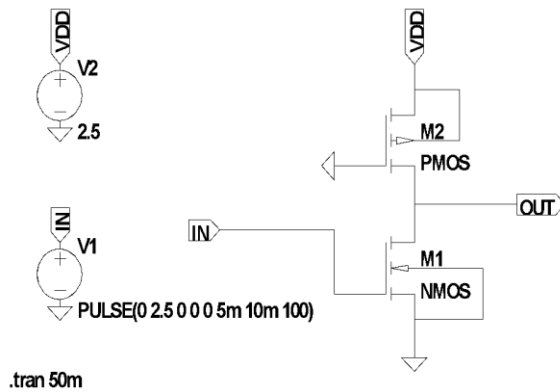 VDD
V2
2.5
VDD
M2
PMOS
OUT
IN
V1
PULSE(0 2.5 0 0 0 5m 10m 100)
IN
M1
NMOS
.tran 50m